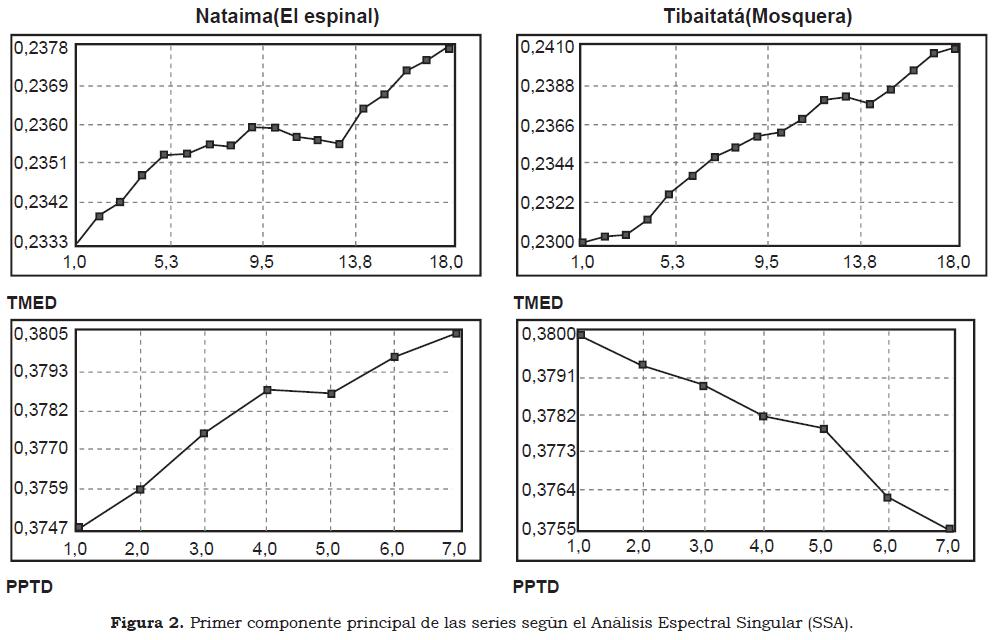 Nataima(El espinal)
0,2378
0,2369
0,2360
0,2351
0,2342
0,2333
1,0 5,3 9,5 13,8 18,0
TMED
Tibaitatá(Mosquera)
0,2410
0,2388
0,2366
0,2344
0,2322
0,2300
1,0 5,3 9,5 13,8 18,0
TMED
0,3805
0,3793
0,3782
0,3770
0,3759
0,3747
1,0 2,0 3,0 4,0 5,0 6,0 7,0
PPTD
0,3800
0,3791
0,3782
0,3773
0,3764
0,3755
1,0 2,0 3,0 4,0 5,0 6,0 7,0
PPTD
Figura 2. Primer componente principal de las series según el Análisis Espectral Singular (SSA).